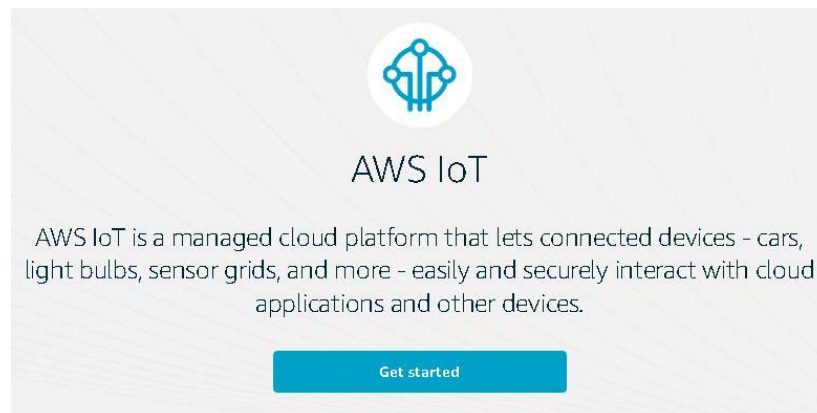 AWS IoT
AWS IoT is a managed cloud platform that lets connected devices - cars,
light bulbs, sensor grids, and more - easily and securely interact with cloud
applications and other devices.
Get started